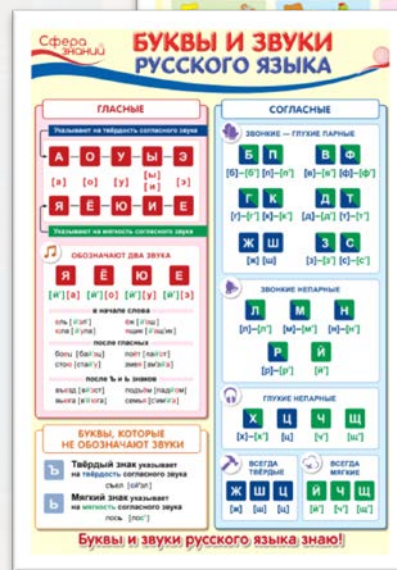 Сфера
знаний
БУКВЫ И ЗВУКИ
РУССКОГО ЯЗЫКА
ГЛАСНЫЕ
Указывают на твёрдость согласного звука
А О У Ы Э
[а] [о] [у] [ы] [и] [э]
Я Ё Ю И Е
Указывают на мягкость согласного звука
ОБОЗНАЧАЮТ ДВА ЗВУКА
Я Ё Ю Е
[й'][а] [й'][о] [й'][у] [й'][э]
в начале слова
после гласных
после Ъ и Ь знаков
БУКВЫ, КОТОРЫЕ
НЕ ОБОЗНАЧАЮТ ЗВУКИ
Ъ Твёрдый знак указывает
на твёрдость согласного звука
Ь Мягкий знак указывает
на мягкость согласного звука
лось [лос']
СОГЛАСНЫЕ
ЗВОНКИЕ — ГЛУХИЕ ПАРНЫЕ
Б П В Ф
[б]–[б'] [п]–[п'] [в]–[в'] [ф]–[ф']
Г К Д Т
[г]–[г'] [к]–[к'] [д]–[д'] [т]–[т']
Ж Ш З С
[ж] [ш] [з]–[з'] [с]–[с']
ЗВОНКИЕ НЕПАРНЫЕ
Л М Н
[л]–[л'] [м]–[м'] [н]–[н']
Р Й
[р]–[р'] [й']
ГЛУХИЕ НЕПАРНЫЕ
Х Ц Ч Щ
[х]–[х'] [ц] [ч'] [щ']
ВСЕГДА
ТВЁРДЫЕ
Ж Ш Ц
[ж] [ш] [ц]
ВСЕГДА
МЯГКИЕ
Й Ч Щ
[й'] [ч'] [щ']
Буквы и звуки русского языка знаю!